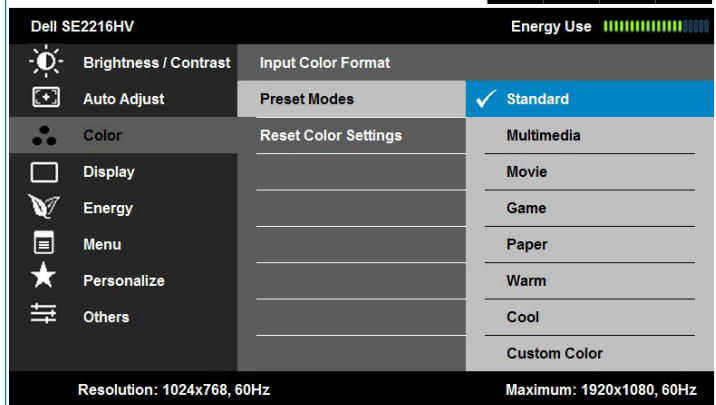 Dell SE2216HV Energy Use
Brightness / Contrast Input Color Format
Auto Adjust Preset Modes Standard
Color Reset Color Settings Multimedia
Display Movie
Energy Game
Menu Paper
Personalize Warm
Others Cool
Custom Color
Resolution: 1024x768, 60Hz Maximum: 1920x1080, 60Hz